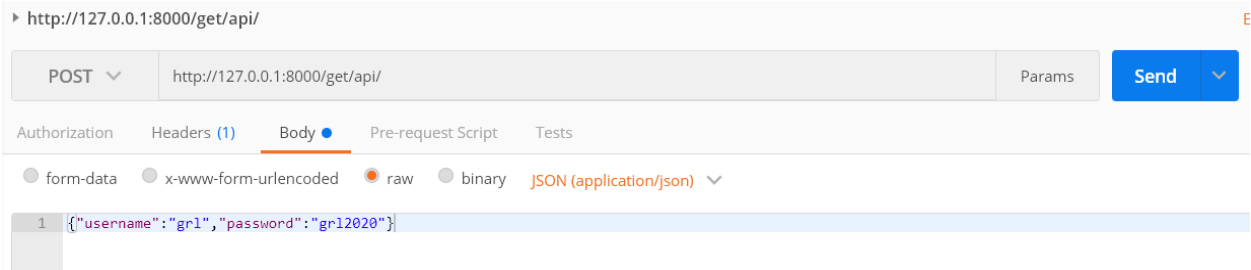 http://127.0.0.1:8000/get/api/
POST http://127.0.0.1:8000/get/api/ Params Send
Authorization Headers (1) Body Pre-request Script Tests
form-data x-www-form-urlencoded raw binary JSON (application/json)
1 {"username":"grl","password":"grl2020"}